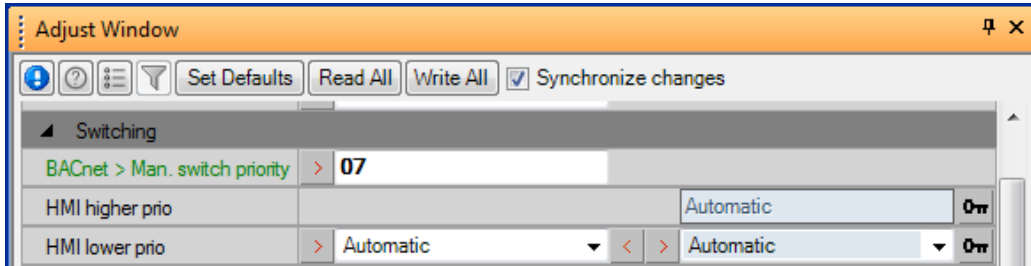 Adjust Window
Set Defaults Read All Write All Synchronize changes
Switching
BACnet > Man. switch priority > 07
HMI higher prio Automatic
HMI lower prio > Automatic < > Automatic